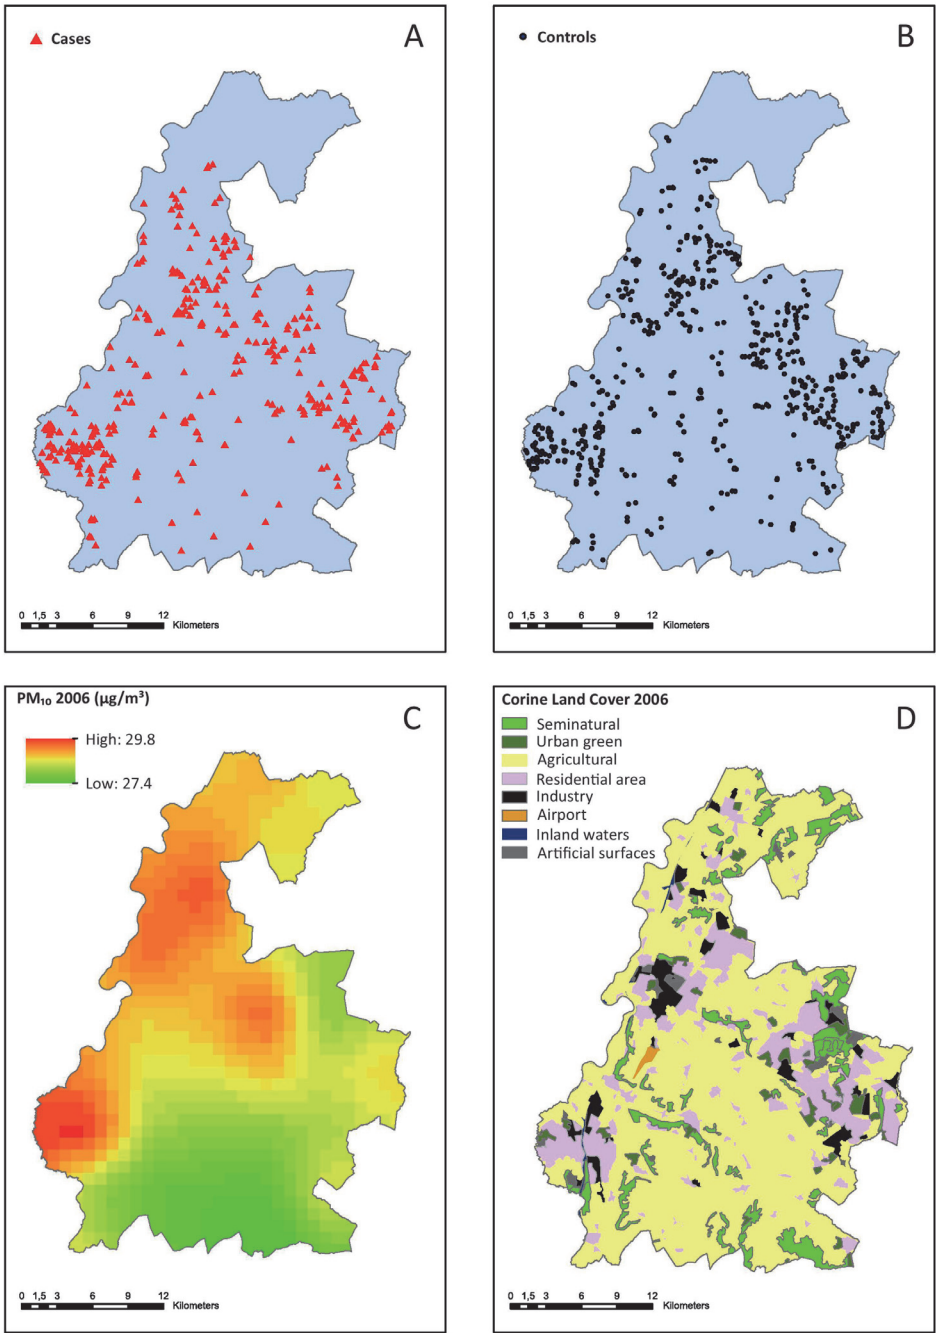 Cases
A
0 1,5 3 6 9 12 Kilometers
Controls
B
0 1,5 3 6 9 12 Kilometers
PM₁₀ 2006 (µg/m³)
C
High: 29.8
Low: 27.4
0 1,5 3 6 9 12 Kilometers
Corine Land Cover 2006
D
Seminatural
Urban green
Agricultural
Residential area
Industry
Airport
Inland waters
Artificial surfaces
0 1,5 3 6 9 12 Kilometers